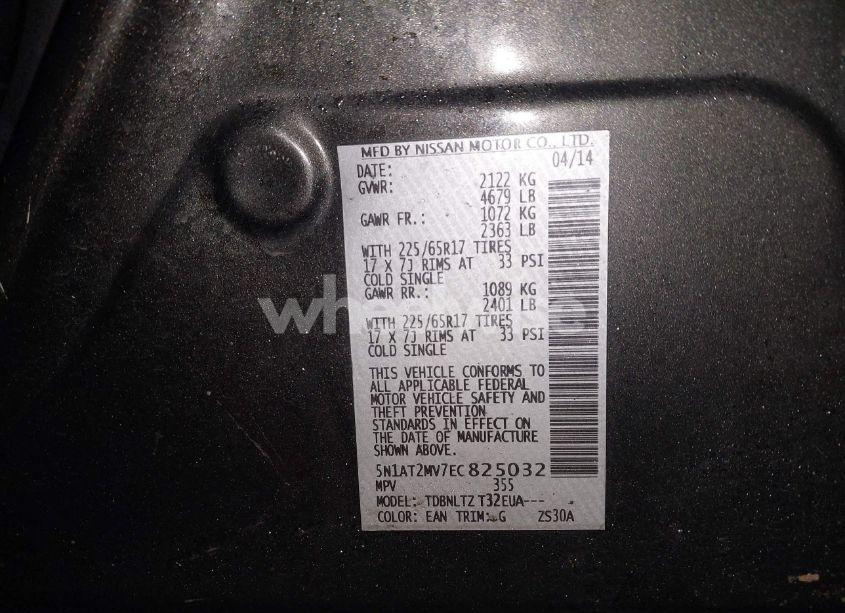 MFD BY NISSAN MOTOR CO., LTD.
DATE: 04/14
GVWR: 2122 KG
4679 LB
GAWR FR.: 1072 KG
2363 LB
WITH 225/65R17 TIRES
17 X 7J RIMS AT 33 PSI
COLD SINGLE
GAWR RR.: 1089 KG
2401 LB
WITH 225/65R17 TIRES
17 X 7J RIMS AT 33 PSI
COLD SINGLE
THIS VEHICLE CONFORMS TO
ALL APPLICABLE FEDERAL
MOTOR VEHICLE SAFETY AND
THEFT PREVENTION
STANDARDS IN EFFECT ON
THE DATE OF MANUFACTURE
SHOWN ABOVE.
5N1AT2MV7EC825032
MPV 355
MODEL: TDBNLTZ T32EUA---
COLOR: EAN TRIM: G ZS30A